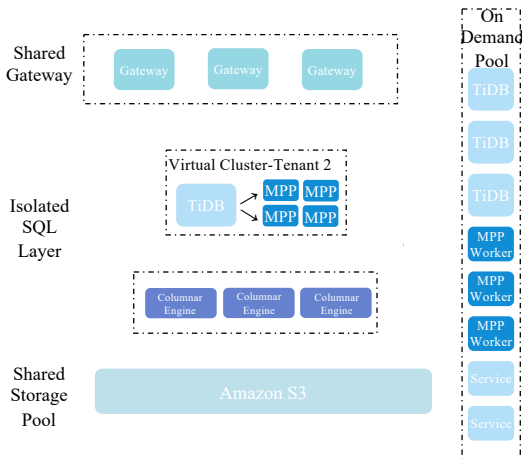 Shared
Gateway
Gateway
Gateway
Gateway
Isolated
SQL
Layer
Virtual Cluster-Tenant 2
TiDB
MPP
MPP
MPP
MPP
Columnar
Engine
Columnar
Engine
Columnar
Engine
Shared
Storage
Pool
Amazon S3
On
Demand
Pool
TiDB
TiDB
TiDB
MPP
Worker
MPP
Worker
MPP
Worker
Service
Service